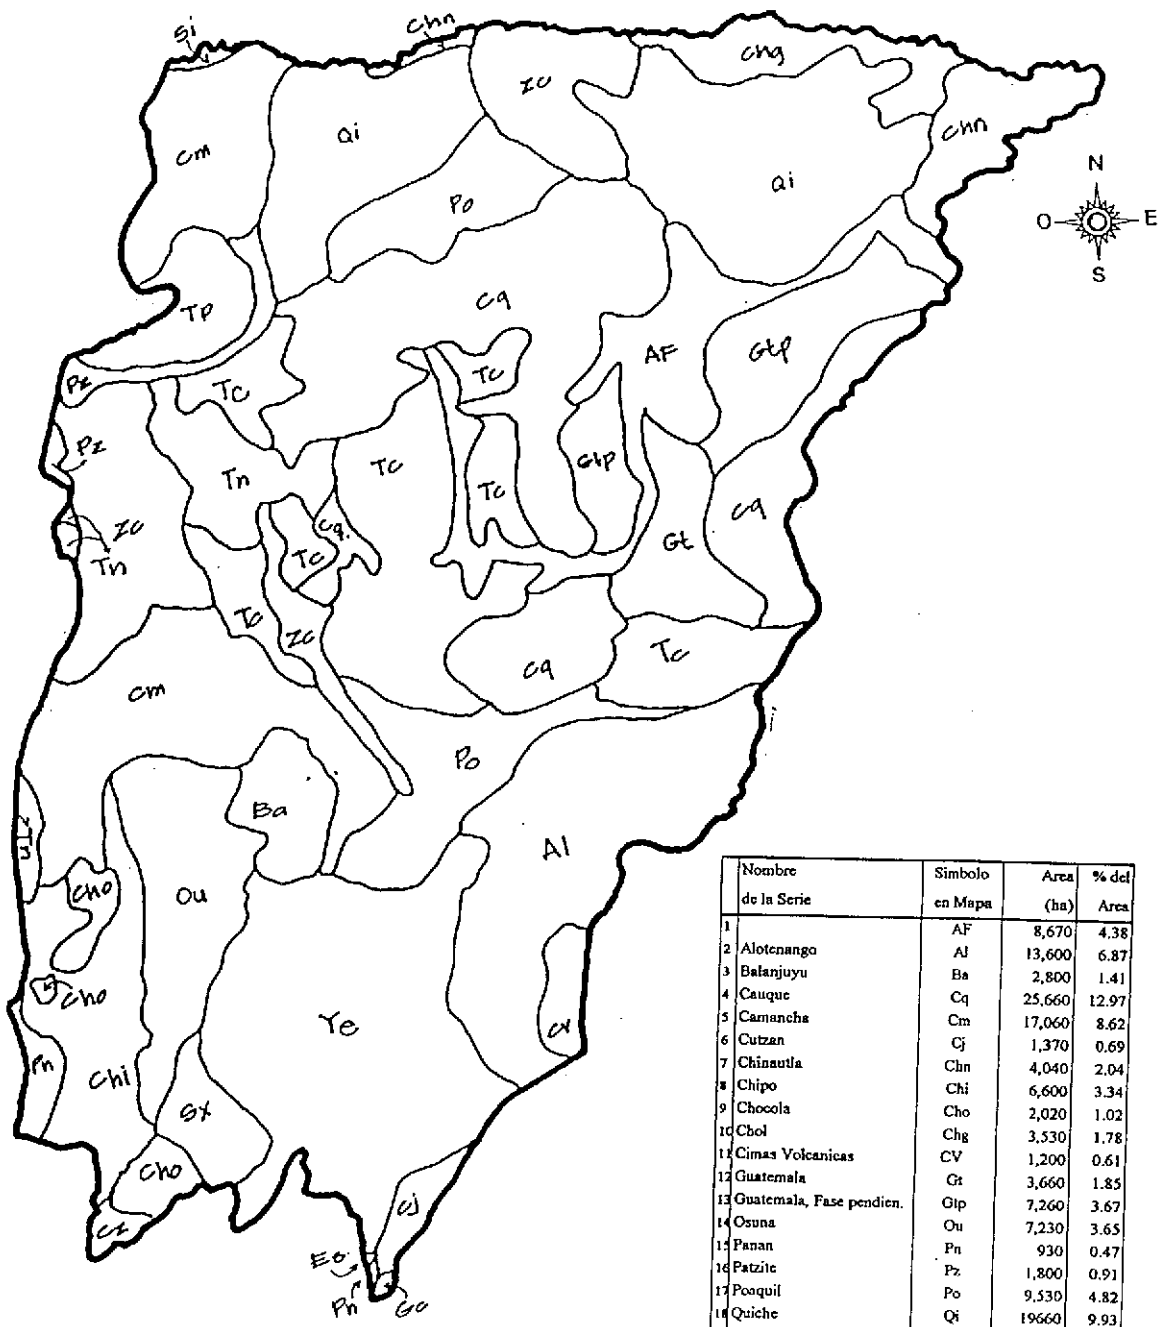 Si
Chn
Chg
Zc
Qi
Cm
Chn
Qi
Po
N
O
E
S
Tp
Cq
AF
Gtp
Pz
Tc
Tc
Pz
Tn
Tc
Gtp
Tc
Cq
Zc
Cq.
Tn
Tc
Gt
Tc
Zc
Cq
Tc
Cm
Po
Ba
Al
Tn
Cho
Ou
Cho
Ye
CV
Pn
Chi
Sx
Cho
Cj
Cz
Eo
Pn
Gc
Nombre de la Serie Simbolo en Mapa Area (ha) % del Area
1 AF 8,670 4.38
2 Alotenango Al 13,600 6.87
3 Balanjuyu Ba 2,800 1.41
4 Cauque Cq 25,660 12.97
5 Camancha Cm 17,060 8.62
6 Cutzan Cj 1,370 0.69
7 Chinautla Chn 4,040 2.04
8 Chipo Chi 6,600 3.34
9 Chocola Cho 2,020 1.02
10 Chol Chg 3,530 1.78
11 Cimas Volcanicas CV 1,200 0.61
12 Guatemala Gt 3,660 1.85
13 Guatemala, Fase pendien. Gtp 7,260 3.67
14 Osuna Ou 7,230 3.65
15 Panan Pn 930 0.47
16 Patzite Pz 1,800 0.91
17 Poaquil Po 9,530 4.82
18 Quiche Qi 19660 9.93